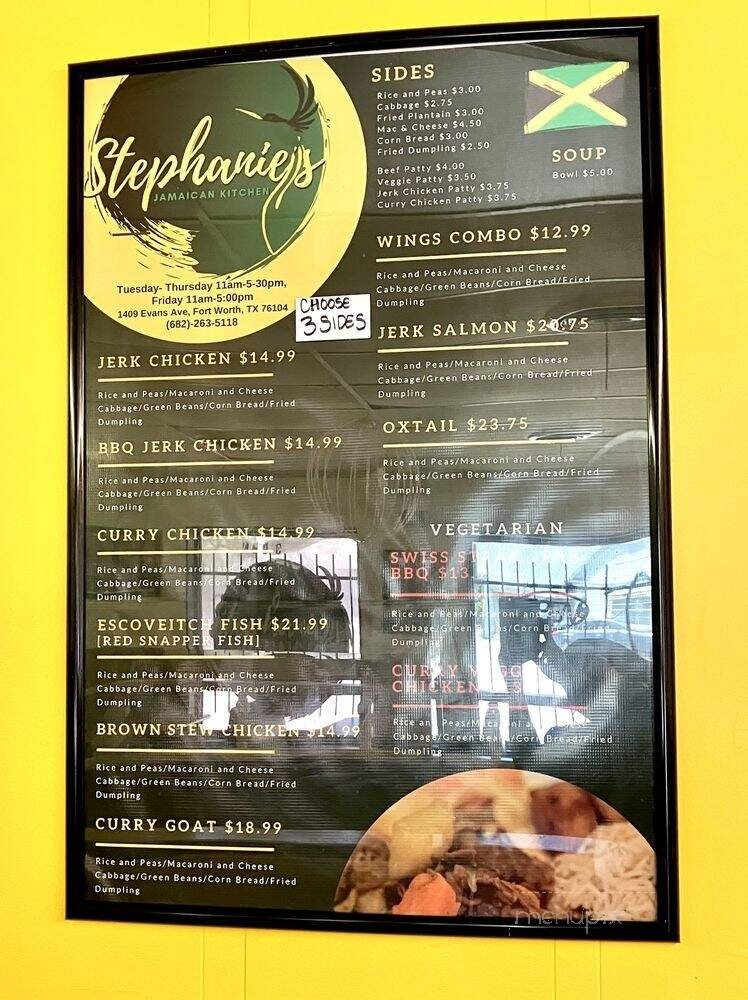 Stephanie's
JAMAICAN KITCHEN
Tuesday- Thursday 11am-5-30pm,
Friday 11am-5:00pm
1409 Evans Ave, Fort Worth, TX 76104
(682)-263-5118
CHOOSE
3 SIDES
JERK CHICKEN $14.99
Rice and Peas/Macaroni and Cheese
Cabbage/Green Beans/Corn Bread/Fried
Dumpling
BBQ JERK CHICKEN $14.99
Rice and Peas/Macaroni and Cheese
Cabbage/Green Beans/Corn Bread/Fried
Dumpling
CURRY CHICKEN $14.99
Rice and Peas/Macaroni and Cheese
Cabbage/Green Beans/Corn Bread/Fried
Dumpling
ESCOVEITCH FISH $21.99
[RED SNAPPER FISH]
Rice and Peas/Macaroni and Cheese
Cabbage/Green Beans/Corn Bread/Fried
Dumpling
BROWN STEW CHICKEN $14.99
Rice and Peas/Macaroni and Cheese
Cabbage/Green Beans/Corn Bread/Fried
Dumpling
CURRY GOAT $18.99
Rice and Peas/Macaroni and Cheese
Cabbage/Green Beans/Corn Bread/Fried
Dumpling
SIDES
Rice and Peas $3.00
Cabbage $2.75
Fried Plantain $3.00
Mac & Cheese $4.50
Corn Bread $3.00
Fried Dumpling $2.50
Beef Patty $4.00
Veggie Patty $3.50
Jerk Chicken Patty $3.75
Curry Chicken Patty $3.75
SOUP
Bowl $5.00
WINGS COMBO $12.99
Rice and Peas/Macaroni and Cheese
Cabbage/Green Beans/Corn Bread/Fried
Dumpling
JERK SALMON $20.75
Rice and Peas/Macaroni and Cheese
Cabbage/Green Beans/Corn Bread/Fried
Dumpling
OXTAIL $23.75
Rice and Peas/Macaroni and Cheese
Cabbage/Green Beans/Corn Bread/Fried
Dumpling
VEGETARIAN
SWISS
BBQ
Rice and Peas/Macaroni and Cheese
Cabbage/Green Beans/Corn Bread/Fried
Dumpling
CURRY
CHICKEN
Rice and Peas/Macaroni and
Cabbage/Green Beans/Corn Bread/Fried
Dumpling
menupix